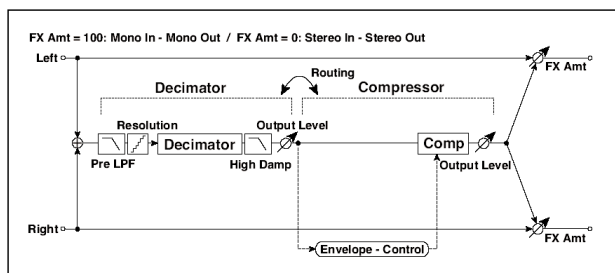 FX Amt = 100: Mono In - Mono Out / FX Amt = 0: Stereo In - Stereo Out
Left
FX Amt
Routing
Decimator
Compressor
Resolution
Output Level
Decimator
Comp
Pre LPF
High Damp
Output Level
Right
FX Amt
Envelope - Control